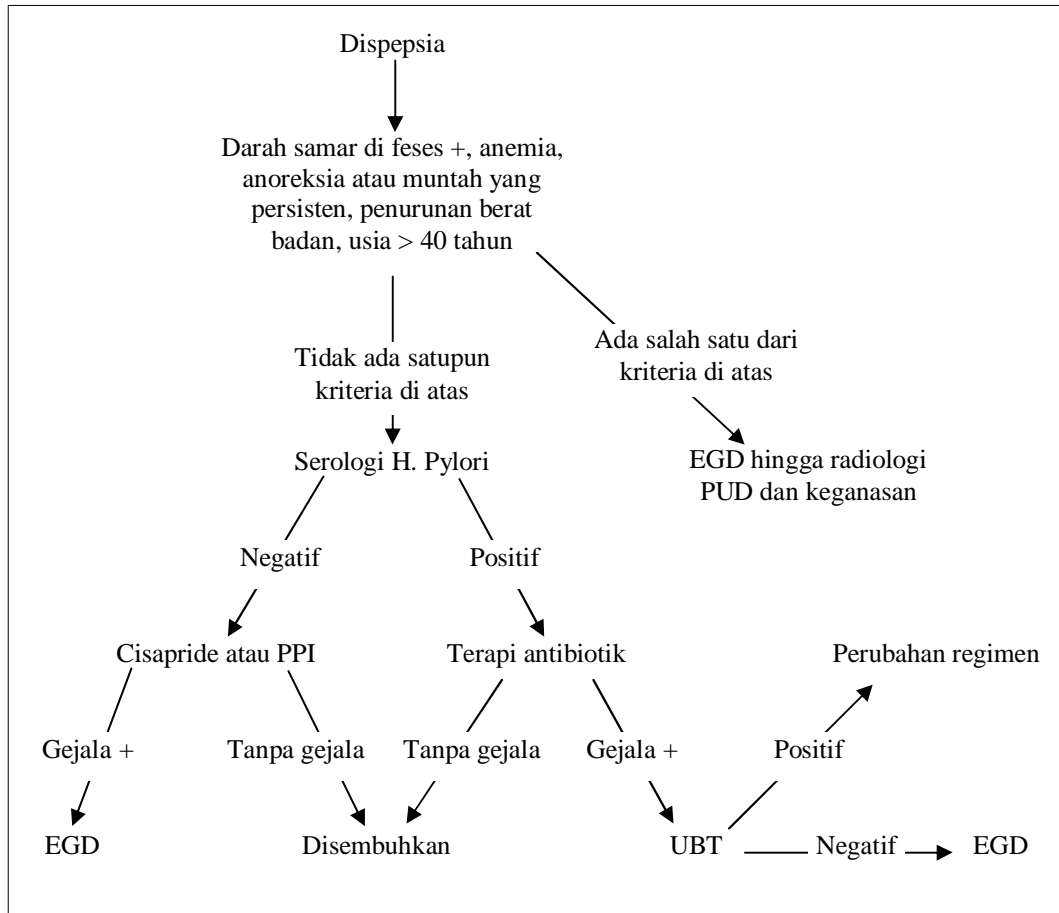 Dispepsia
Darah samar di feses +, anemia,
anoreksia atau muntah yang
persisten, penurunan berat
badan, usia > 40 tahun
Ada salah satu dari
kriteria di atas
Tidak ada satupun
kriteria di atas
EGD hingga radiologi
PUD dan keganasan
Serologi H. Pylori
Negatif
Positif
Cisapride atau PPI
Terapi antibiotik
Perubahan regimen
Gejala +
Tanpa gejala
Tanpa gejala
Gejala +
Positif
EGD
Disembuhkan
UBT
Negatif
EGD